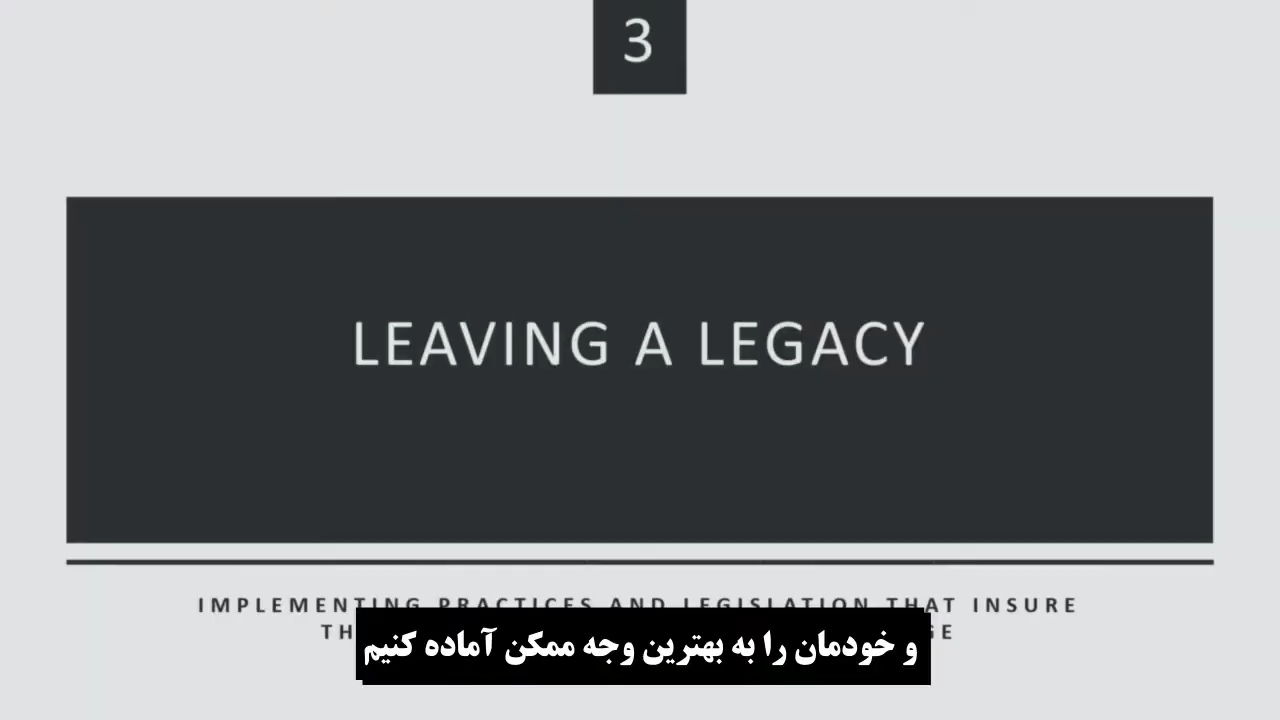 3
LEAVING A LEGACY
IMPLEMENTING PRACTICES AND LEGISLATION THAT INSURE
و خودمان را به بهترین وجه ممکن آماده کنیم